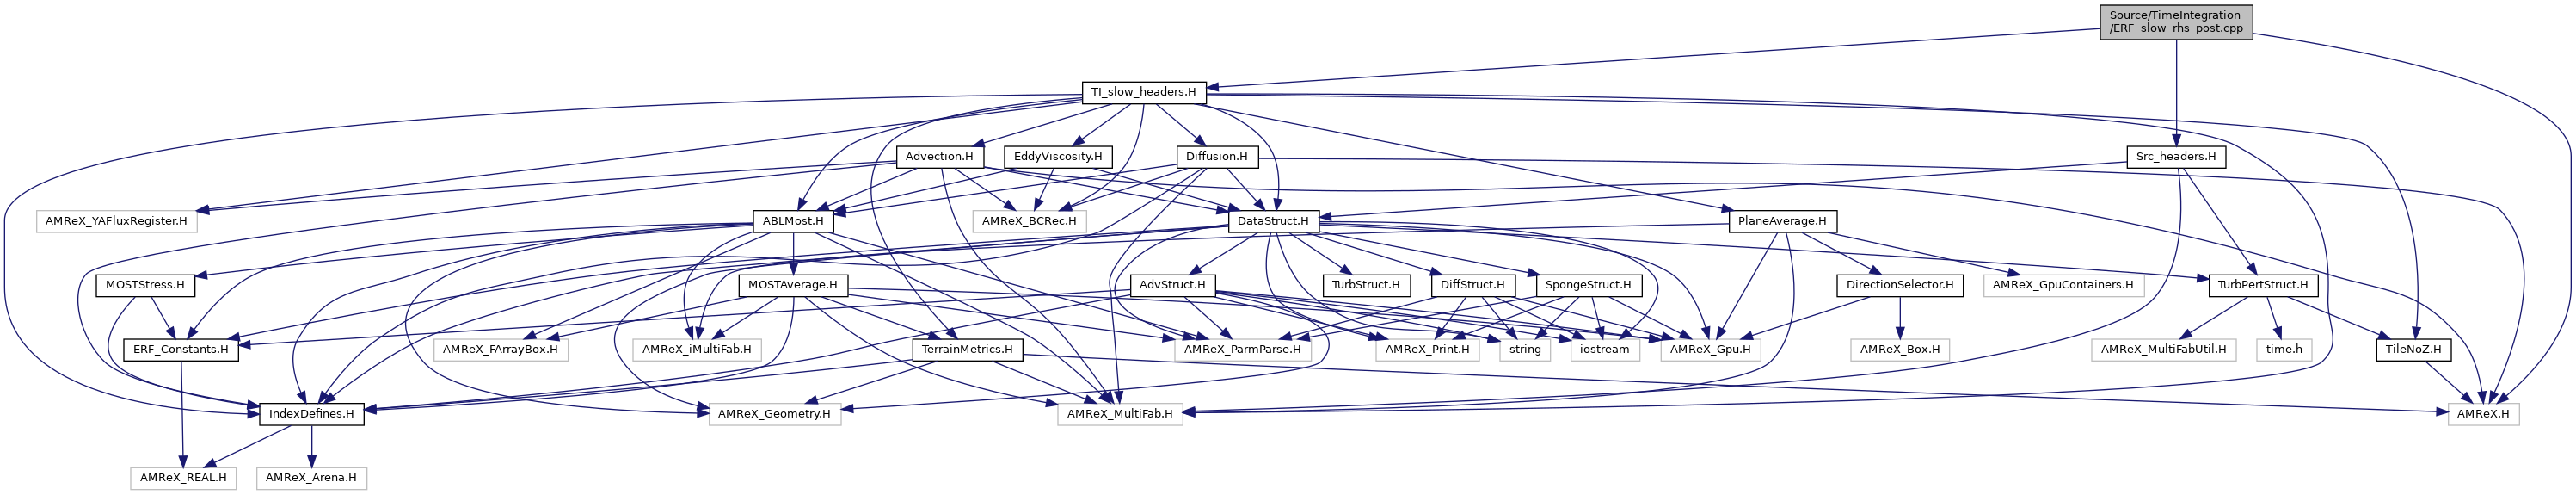 Source/TimeIntegration
/ERF_slow_rhs_post.cpp
TI_slow_headers.H
Advection.H
EddyViscosity.H
Diffusion.H
Src_headers.H
AMReX_YAFluxRegister.H
ABLMost.H
AMReX_BCRec.H
DataStruct.H
PlaneAverage.H
MOSTStress.H
MOSTAverage.H
AdvStruct.H
TurbStruct.H
DiffStruct.H
SpongeStruct.H
DirectionSelector.H
AMReX_GpuContainers.H
TurbPertStruct.H
ERF_Constants.H
AMReX_FArrayBox.H
AMReX_iMultiFab.H
TerrainMetrics.H
AMReX_ParmParse.H
AMReX_Print.H
string
iostream
AMReX_Gpu.H
AMReX_Box.H
AMReX_MultiFabUtil.H
time.h
TileNoZ.H
IndexDefines.H
AMReX_Geometry.H
AMReX_MultiFab.H
AMReX.H
AMReX_REAL.H
AMReX_Arena.H